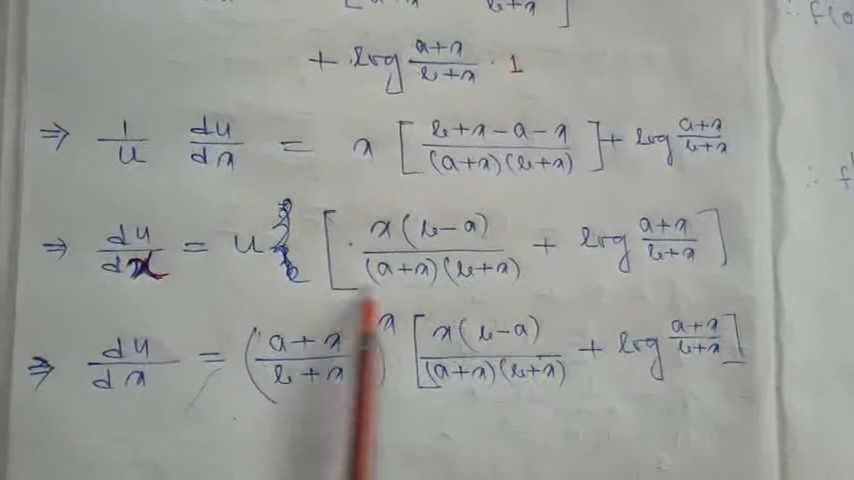 + log (a+x)/(b+x) · 1
⇒ 1/u du/dx = x [ (b+x-a-x)/((a+x)(b+x)) ] + log (a+x)/(b+x)
⇒ du/dx = u [ · x(b-a)/((a+x)(b+x)) + log (a+x)/(b+x) ]
⇒ du/dx = ( (a+x)/(b+x) )^x [ x(b-a)/((a+x)(b+x)) + log (a+x)/(b+x) ]